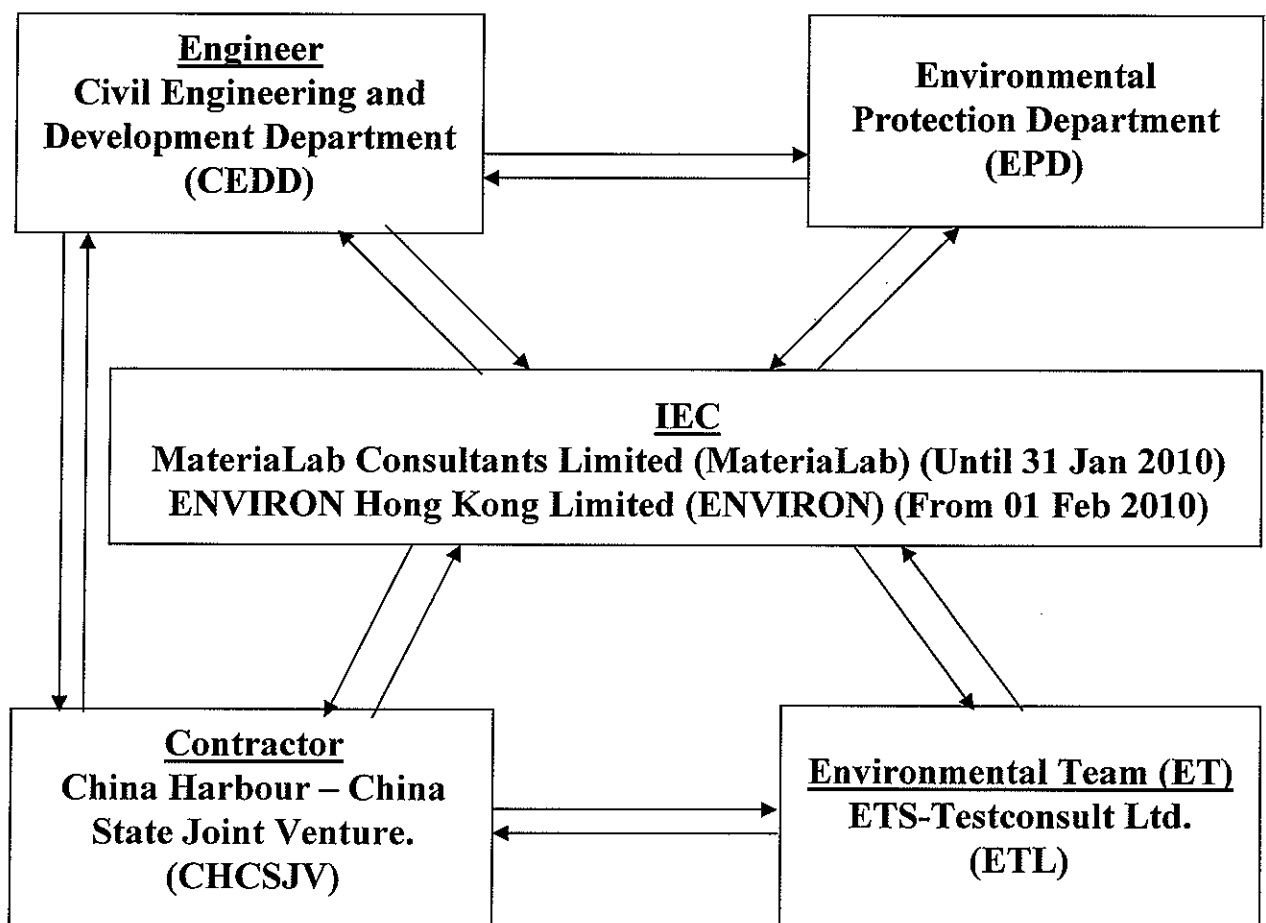 Engineer
Civil Engineering and
Development Department
(CEDD)
Environmental
Protection Department
(EPD)
IEC
MateriaLab Consultants Limited (MateriaLab) (Until 31 Jan 2010)
ENVIRON Hong Kong Limited (ENVIRON) (From 01 Feb 2010)
Contractor
China Harbour – China
State Joint Venture.
(CHCSJV)
Environmental Team (ET)
ETS-Testconsult Ltd.
(ETL)